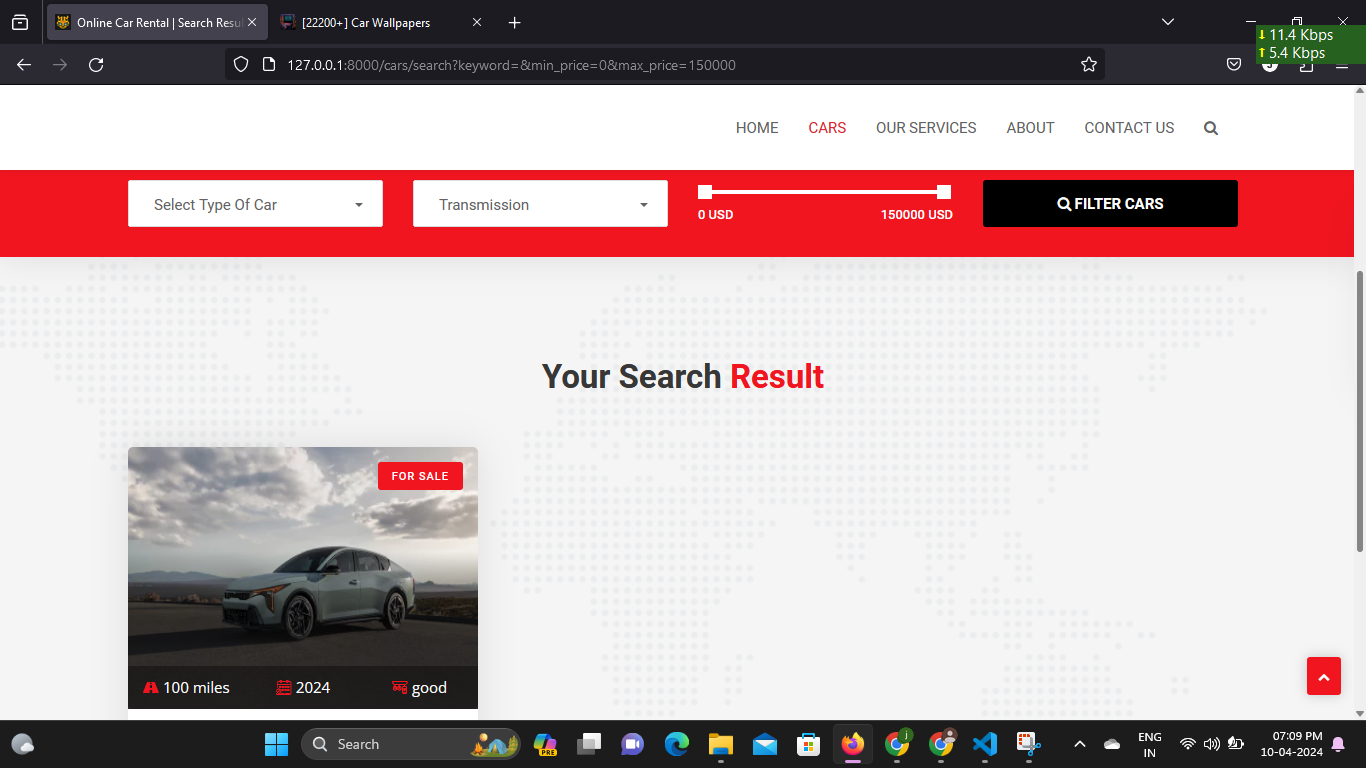 Online Car Rental | Search Resu
[22200+] Car Wallpapers
11.4 Kbps
5.4 Kbps
127.0.0.1:8000/cars/search?keyword=&min_price=0&max_price=150000
HOME CARS OUR SERVICES ABOUT CONTACT US
Select Type Of Car
Transmission
0 USD 150000 USD
FILTER CARS
Your Search Result
FOR SALE
100 miles 2024 good
Search
PRE
ENG
IN
07:09 PM
10-04-2024